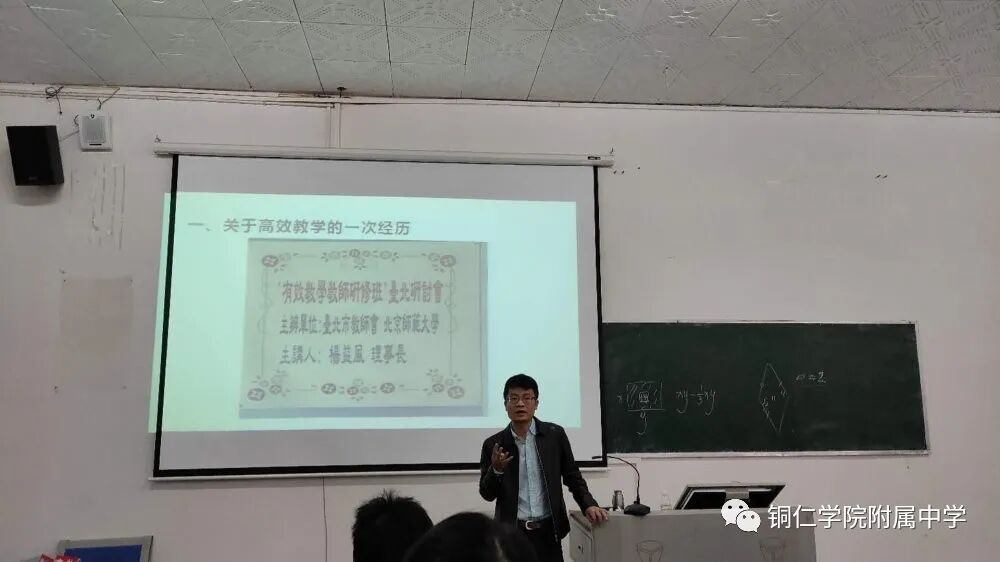 一、关于高效教学的一次经历
"有效教學教師研修班"臺北研討會
主辦單位:臺北市教師會 北京師範大學
主講人: 楊益風 理事長
xy-⅓xy
y
铜仁学院附属中学